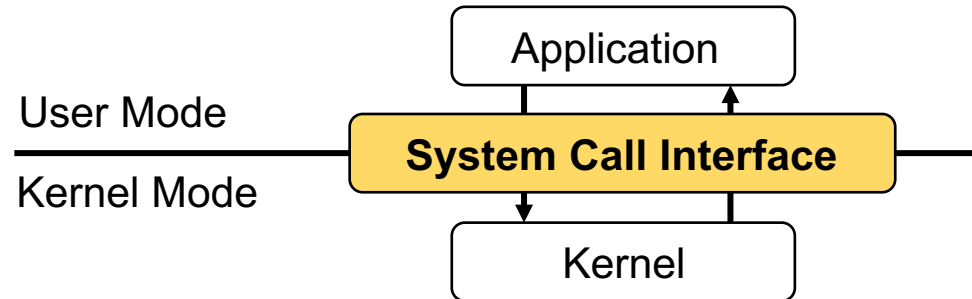 Application
User Mode
System Call Interface
Kernel Mode
Kernel